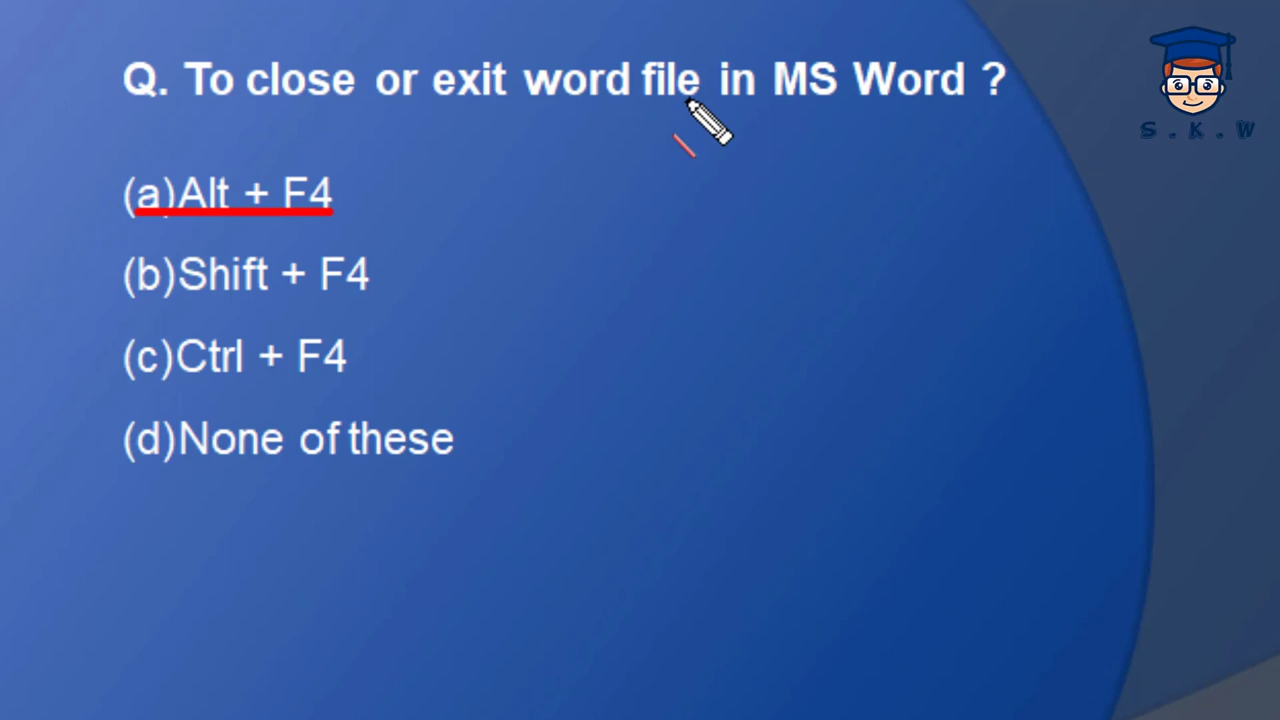 Q. To close or exit word file in MS Word ?
S . K . W
(a)Alt + F4
(b)Shift + F4
(c)Ctrl + F4
(d)None of these